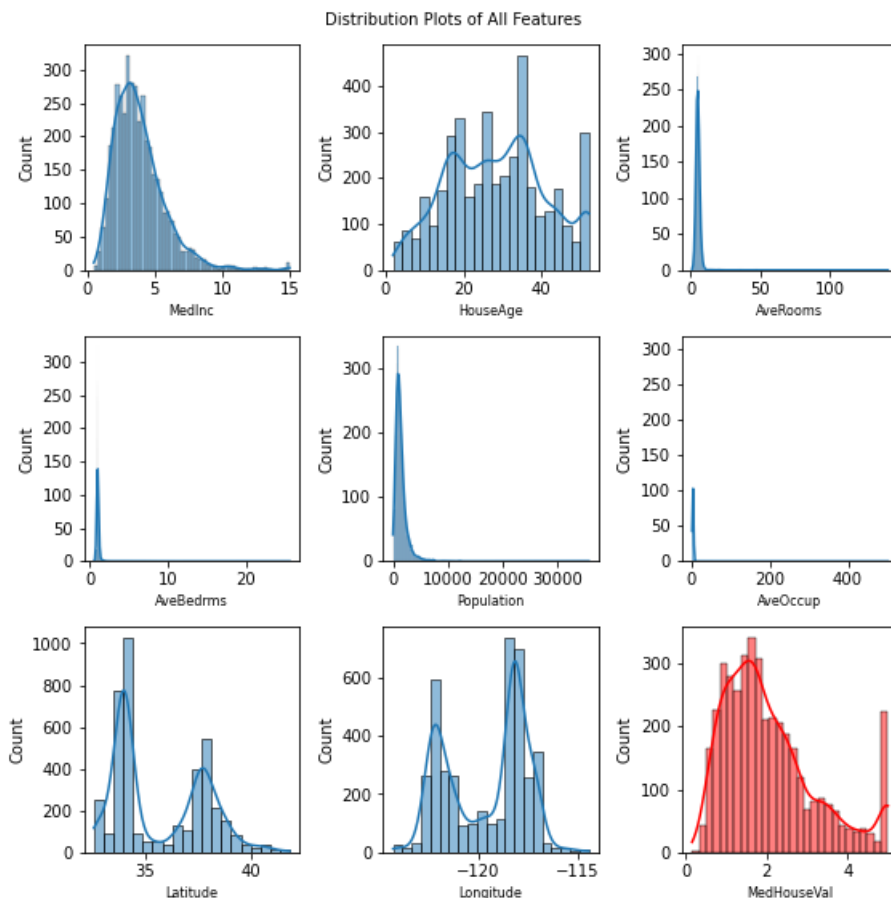 Distribution Plots of All Features
300
250
200
150
100
50
0
Count
0 5 10 15
MedInc
400
300
200
100
0
Count
20 40
HouseAge
300
250
200
150
100
50
0
Count
0 50 100
AveRooms
300
250
200
150
100
50
0
Count
0 10 20
AveBedrms
300
200
100
0
Count
0 10000 20000 30000
Population
300
250
200
150
100
50
0
Count
0 200 400
AveOccup
1000
800
600
400
200
0
Count
35 40
Latitude
600
400
200
0
Count
−120 −115
Longitude
300
200
100
0
Count
0 2 4
MedHouseVal